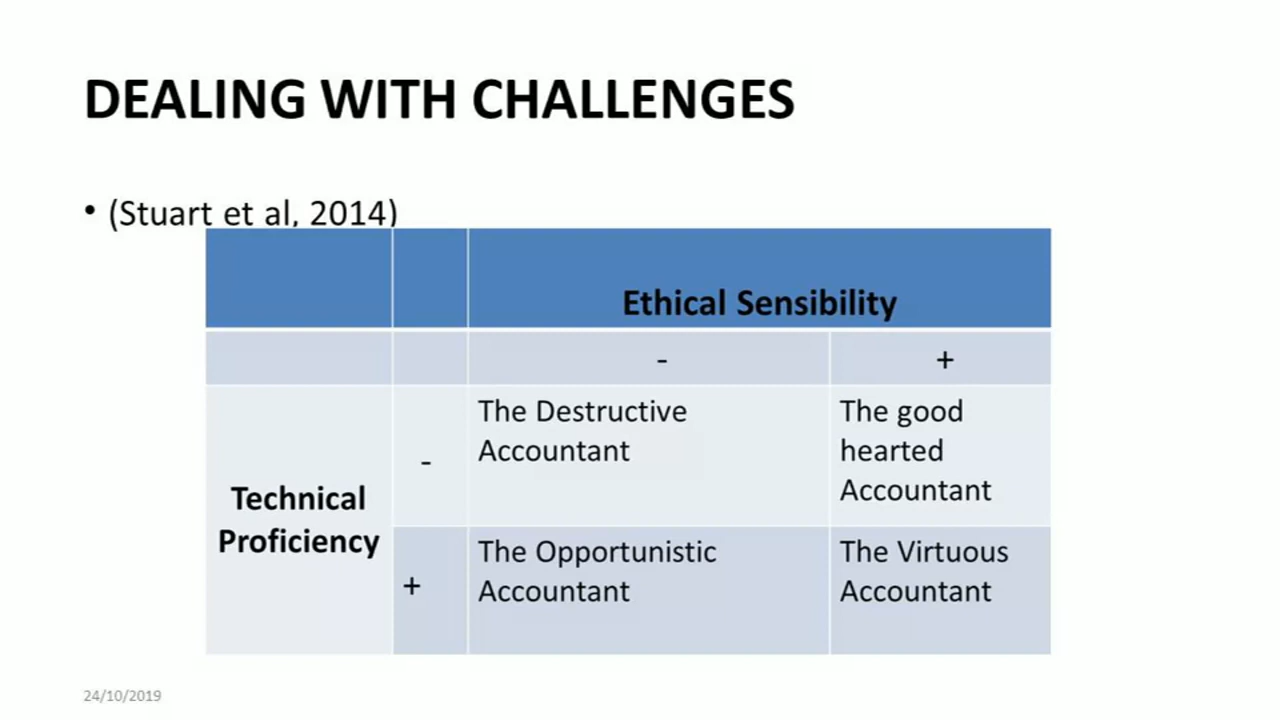 DEALING WITH CHALLENGES
• (Stuart et al, 2014)
Ethical Sensibility
-
+
Technical
Proficiency
-
The Destructive
Accountant
The good
hearted
Accountant
+
The Opportunistic
Accountant
The Virtuous
Accountant
24/10/2019